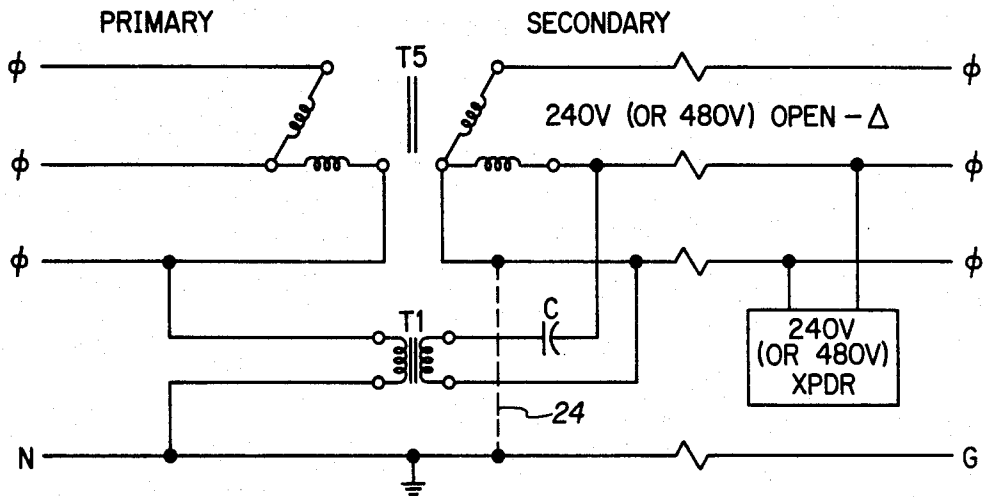 PRIMARY
SECONDARY
T5
ϕ
ϕ
240V (OR 480V) OPEN-Δ
ϕ
ϕ
ϕ
ϕ
T1
C
240V
(OR 480V)
XPDR
24
N
G